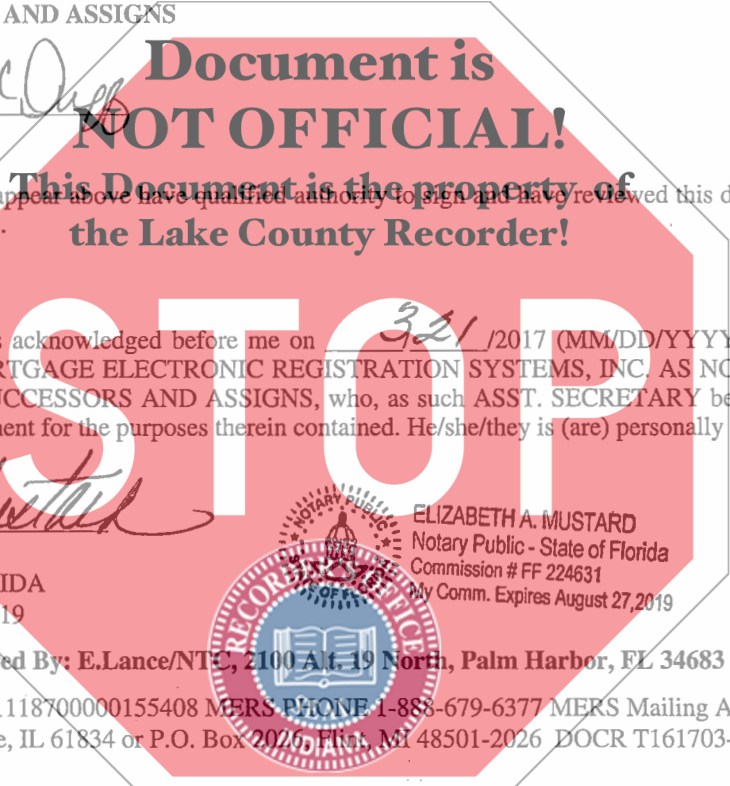 AND ASSIGNS
Document is
NOT OFFICIAL!
This Document is the property of
appear above have qualified authority to sign and have reviewed this d
the Lake County Recorder!
s acknowledged before me on 3/21/2017 (MM/DD/YYYY
RTGAGE ELECTRONIC REGISTRATION SYSTEMS, INC. AS NO
UCCESSORS AND ASSIGNS, who, as such ASST. SECRETARY be
ment for the purposes therein contained. He/she/they is (are) personally
STOP
NOTARY PUBLIC
ELIZABETH A. MUSTARD
Notary Public - State of Florida
Commission # FF 224631
My Comm. Expires August 27,2019
IDA
19
RECORDER OFFICE
ed By: E.Lance/NTC, 2100 Alt. 19 North, Palm Harbor, FL 34683
118700000155408 MERS PHONE 1-888-679-6377 MERS Mailing A
e, IL 61834 or P.O. Box 2026, Flint, MI 48501-2026 DOCR T161703-
INDIANA